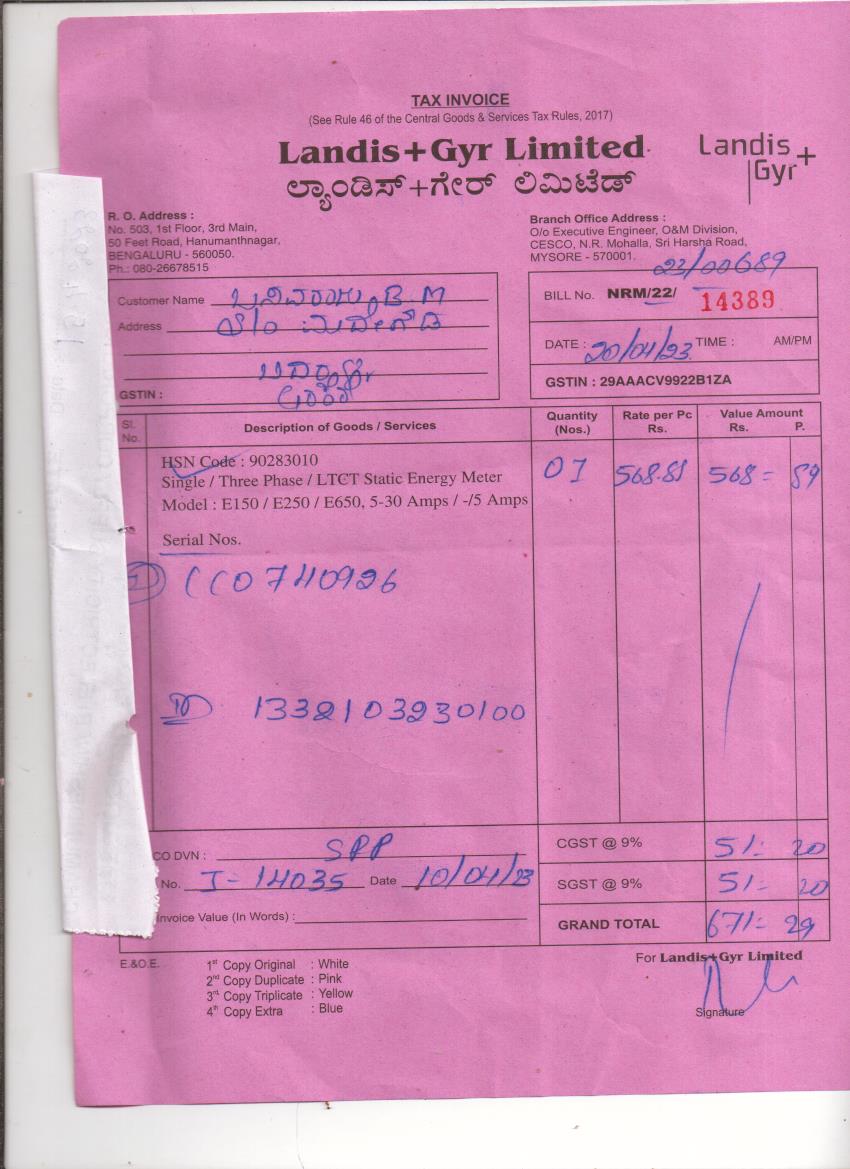 TAX INVOICE
(See Rule 46 of the Central Goods & Services Tax Rules, 2017)
Landis+Gyr Limited
Landis
Gyr+
ಲ್ಯಾಂಡಿಸ್+ಗೇರ್ ಲಿಮಿಟೆಡ್
R. O. Address :
No. 503, 1st Floor, 3rd Main,
50 Feet Road, Hanumanthnagar,
BENGALURU - 560050.
Ph.: 080-26678515
Branch Office Address :
O/o Executive Engineer, O&M Division,
CESCO, N.R. Mohalla, Sri Harsha Road,
MYSORE - 570001.
23/00689
Customer Name B.M
Address
GSTIN :
BILL No. NRM/22/ 14389
DATE : 20/04/23 TIME : AM/PM
GSTIN : 29AAACV9922B1ZA
Sl. No. Description of Goods / Services Quantity (Nos.) Rate per Pc Rs. Value Amount Rs. P.
HSN Code : 90283010 01 568.89 568= 89
Single / Three Phase / LTCT Static Energy Meter
Model : E150 / E250 / E650, 5-30 Amps / -/5 Amps
Serial Nos.
CC0740926
1332103230100
CO DVN : SPP
No. I- 14035 Date 10/04/23
Invoice Value (In Words) :
CGST @ 9% 51= 20
SGST @ 9% 51= 20
GRAND TOTAL 671= 29
E.&O.E.
1st Copy Original : White
2nd Copy Duplicate : Pink
3rd Copy Triplicate : Yellow
4th Copy Extra : Blue
For Landis+Gyr Limited
Signature